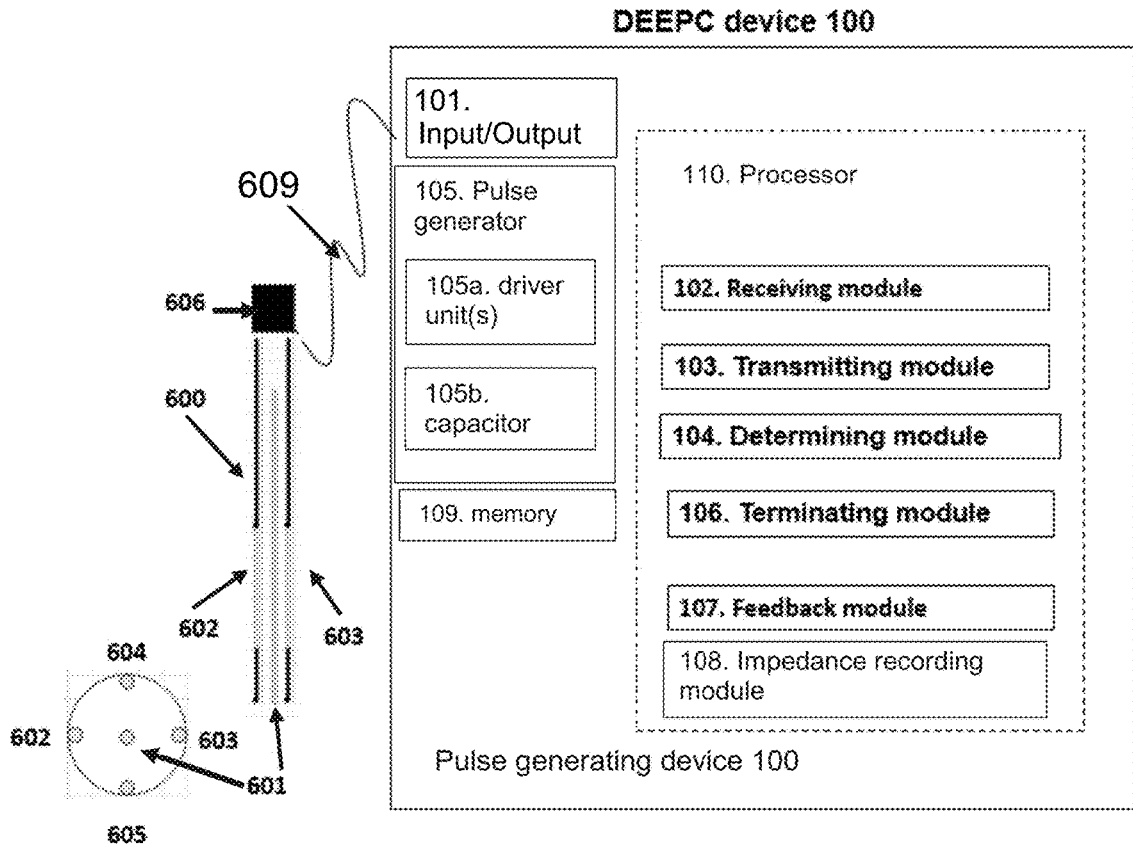 DEEPC device 100
101.
Input/Output
609
105. Pulse
generator
110. Processor
105a. driver
unit(s)
102. Receiving module
606
103. Transmitting module
105b.
capacitor
600
104. Determining module
109. memory
106. Terminating module
602
603
107. Feedback module
604
108. Impedance recording
module
602
603
601
Pulse generating device 100
605